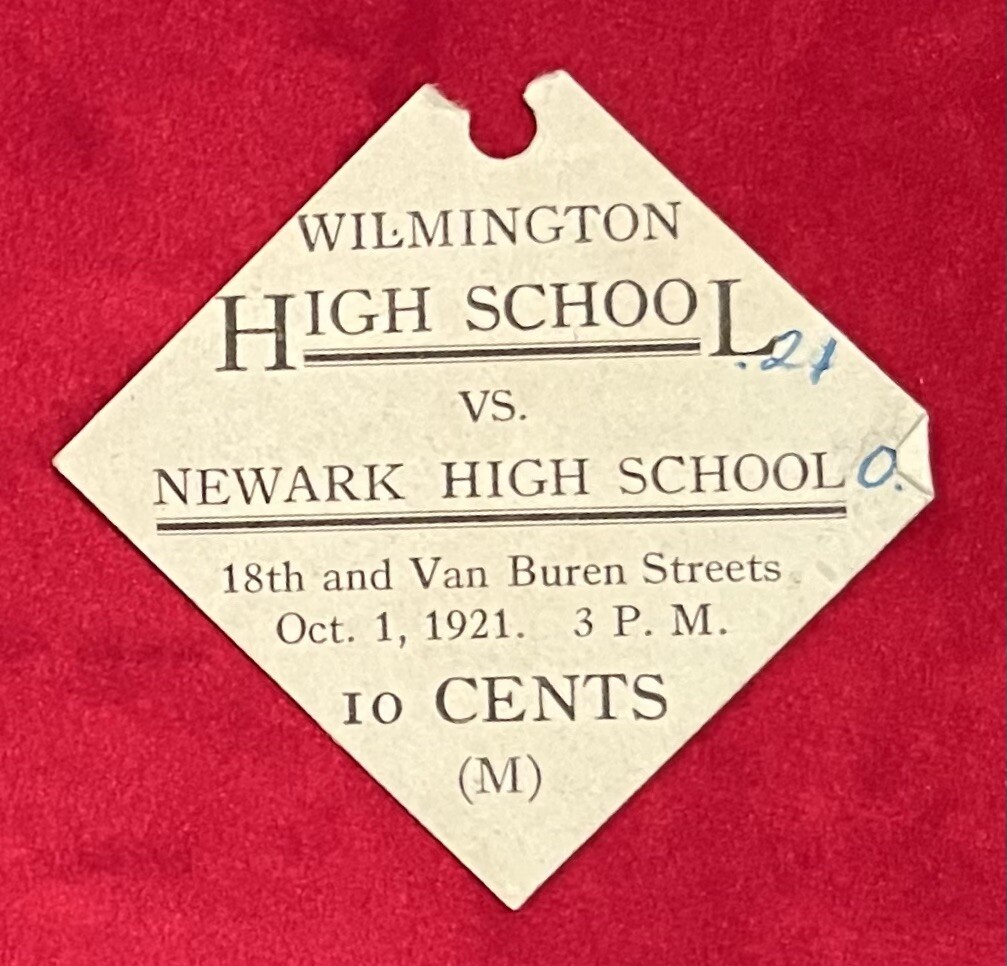 WILMINGTON
HIGH SCHOOL .21
VS.
NEWARK HIGH SCHOOL 0.
18th and Van Buren Streets
Oct. 1, 1921. 3 P. M.
10 CENTS
(M)